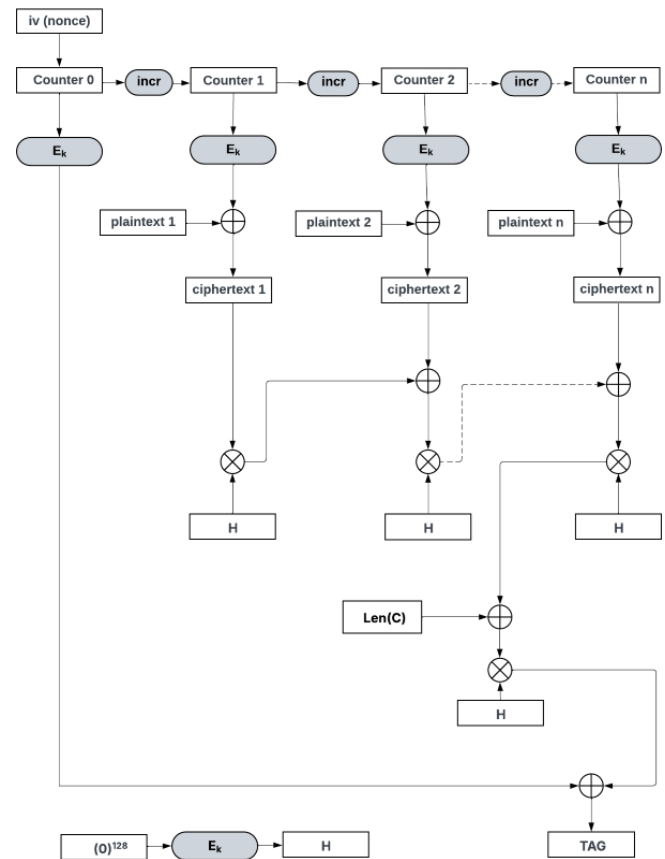 iv (nonce)
Counter 0
incr
Counter 1
incr
Counter 2
incr
Counter n
Eₖ
Eₖ
Eₖ
Eₖ
plaintext 1
plaintext 2
plaintext n
ciphertext 1
ciphertext 2
ciphertext n
H
H
H
Len(C)
H
(0)¹²⁸
Eₖ
H
TAG